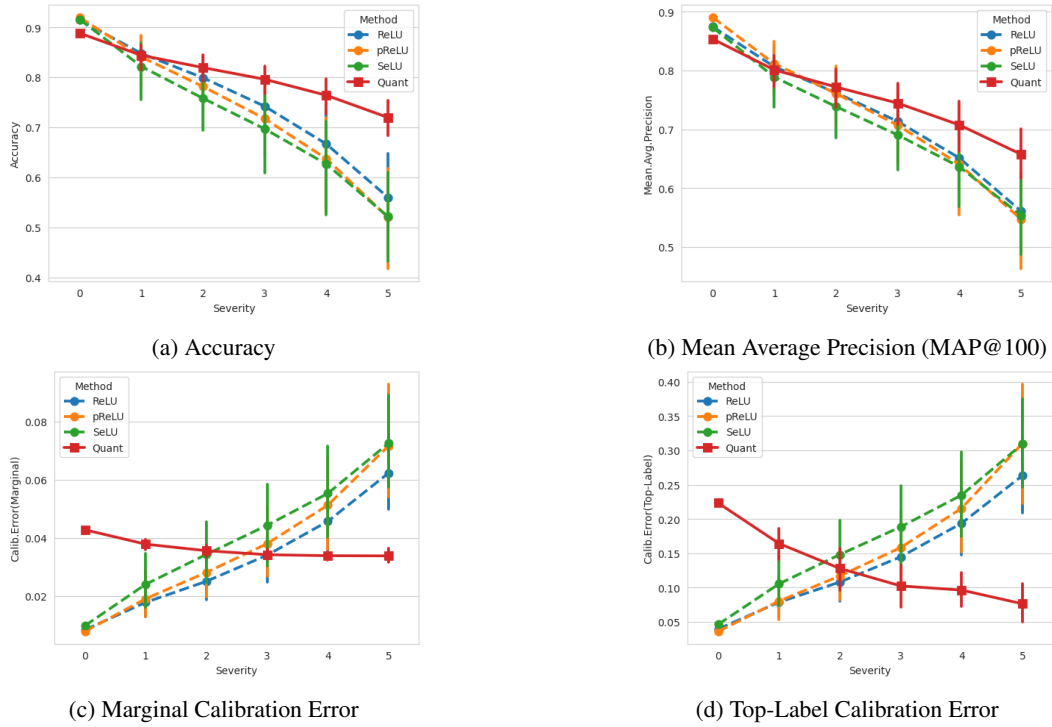 Method
ReLU
pReLU
SeLU
Quant
0.9
0.8
0.7
0.6
0.5
0.4
Accuracy
0 1 2 3 4 5
Severity
(a) Accuracy
Method
ReLU
pReLU
SeLU
Quant
0.9
0.8
0.7
0.6
0.5
Mean.Avg.Precision
0 1 2 3 4 5
Severity
(b) Mean Average Precision (MAP@100)
Method
ReLU
pReLU
SeLU
Quant
0.08
0.06
0.04
0.02
Calib.Error(Marginal)
0 1 2 3 4 5
Severity
(c) Marginal Calibration Error
Method
ReLU
pReLU
SeLU
Quant
0.40
0.35
0.30
0.25
0.20
0.15
0.10
0.05
Calib.Error(Top-Label)
0 1 2 3 4 5
Severity
(d) Top-Label Calibration Error